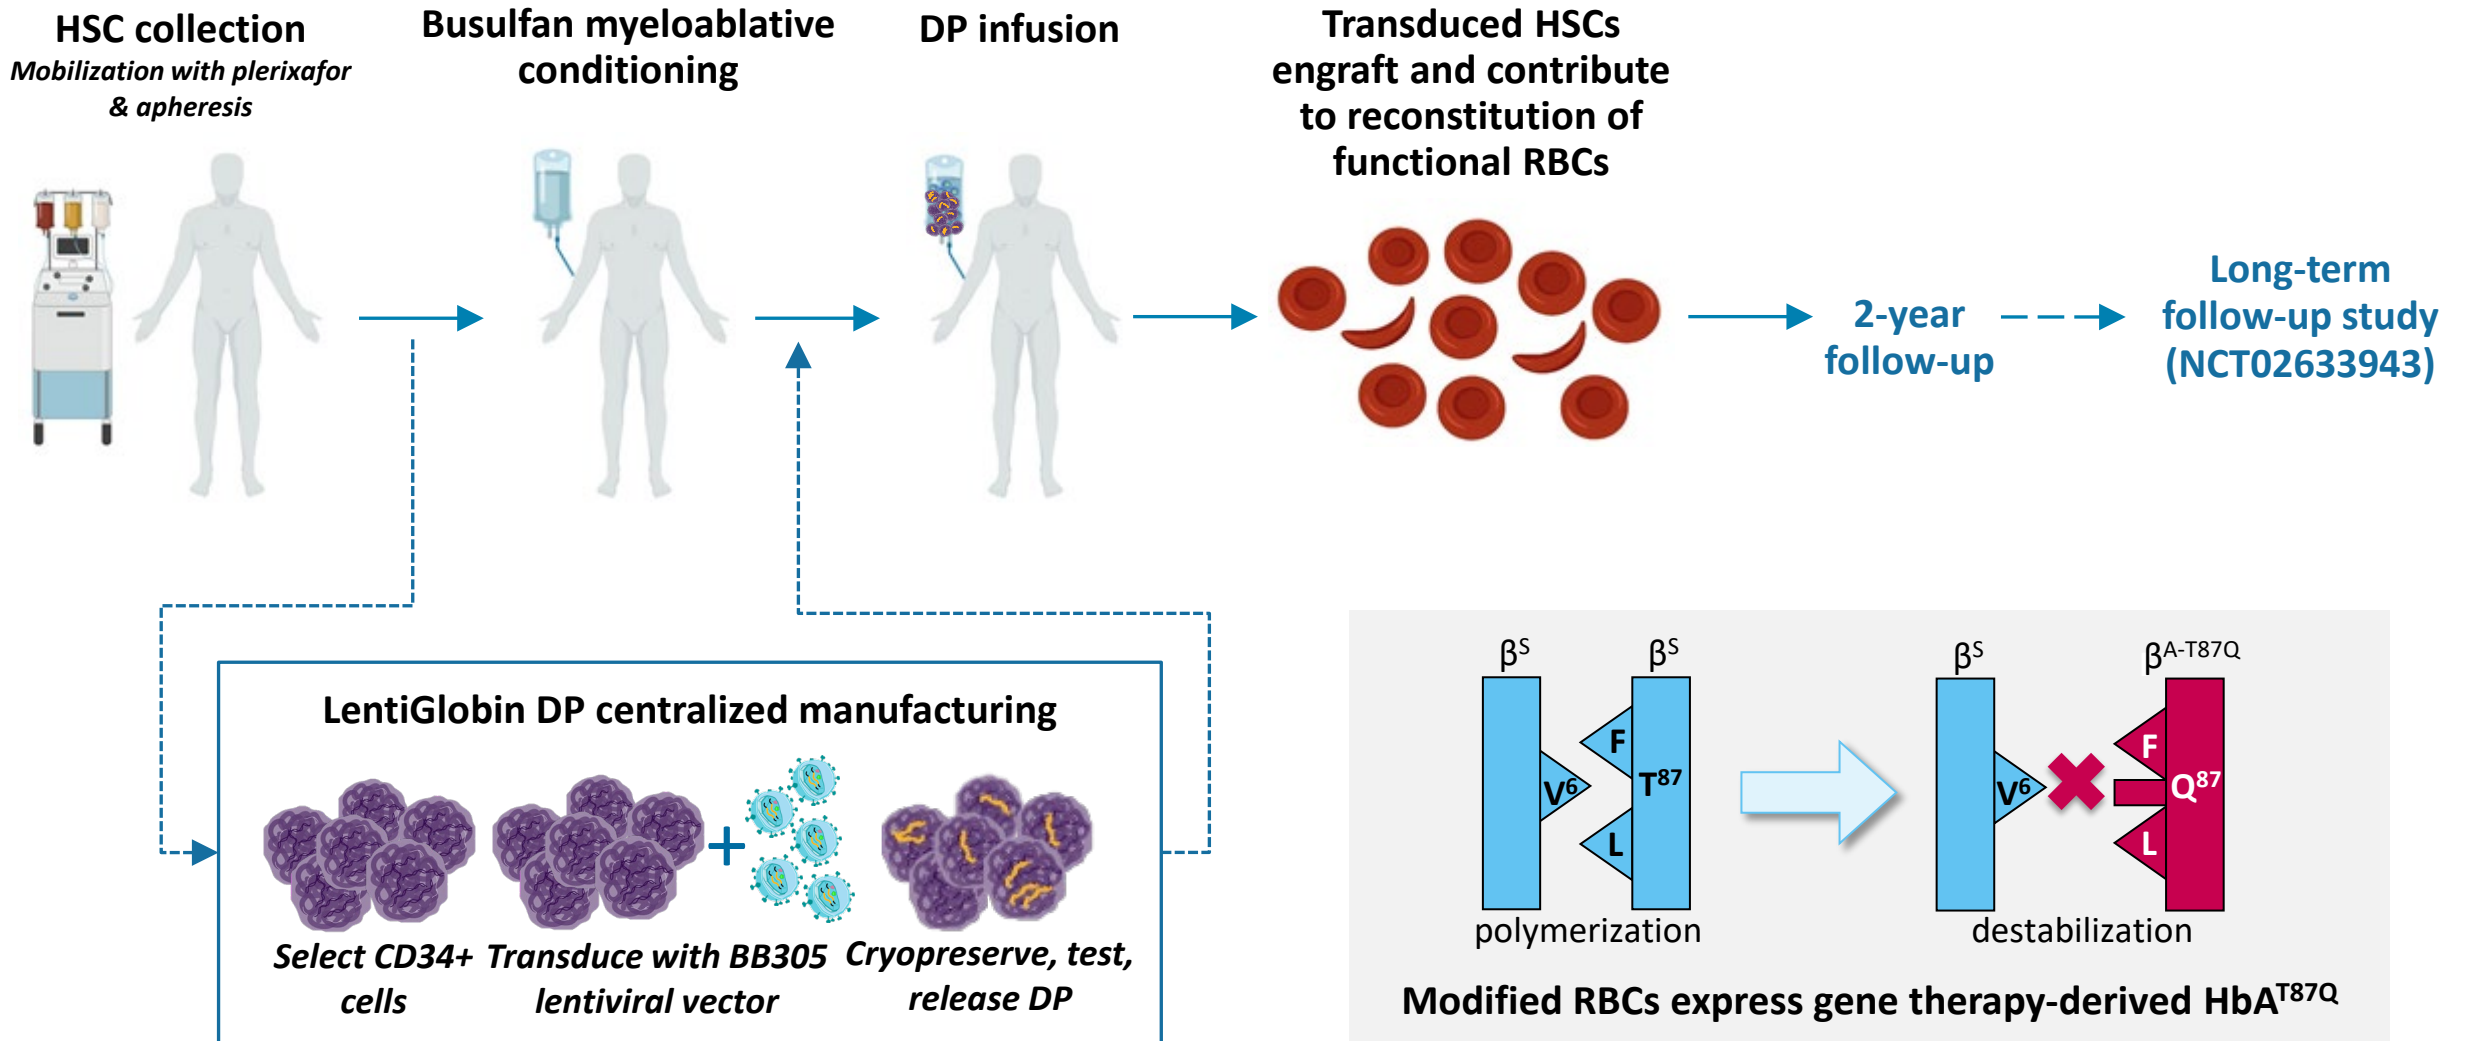 HSC collection
Mobilization with plerixafor
& apheresis
Busulfan myeloablative
conditioning
DP infusion
Transduced HSCs
engraft and contribute
to reconstitution of
functional RBCs
2-year
follow-up
Long-term
follow-up study
(NCT02633943)
LentiGlobin DP centralized manufacturing
Select CD34+
cells
Transduce with BB305
lentiviral vector
Cryopreserve, test,
release DP
βS
βS
V6
F
T87
L
polymerization
βS
βA-T87Q
V6
F
Q87
L
destabilization
Modified RBCs express gene therapy-derived HbAT87Q